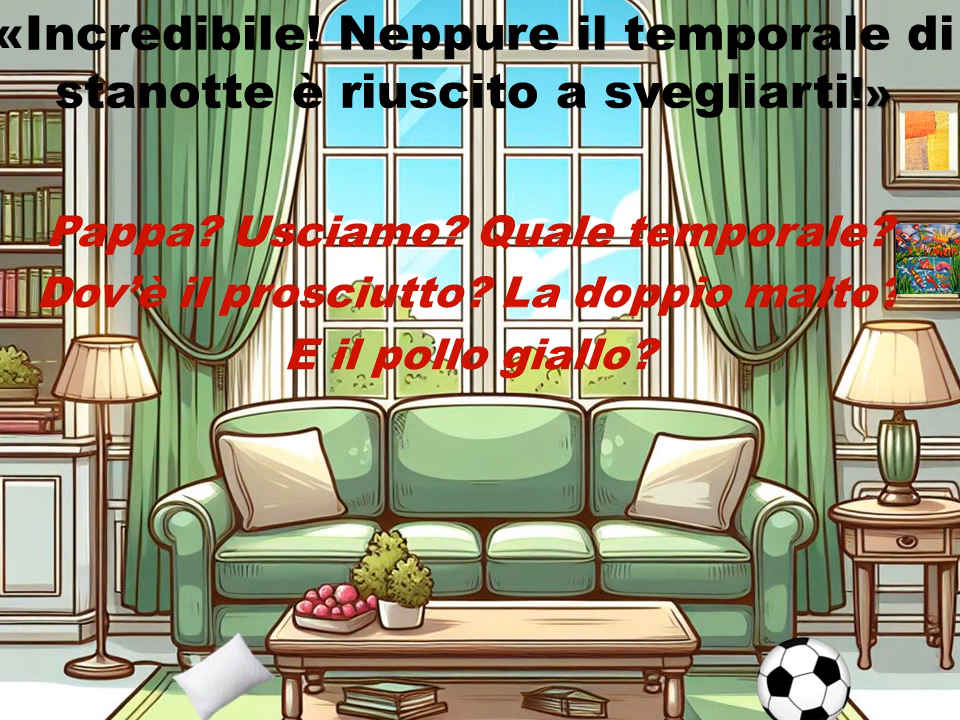 «Incredibile! Neppure il temporale di
stanotte è riuscito a svegliarti!»
Pappa? Usciamo? Quale temporale?
Dov'è il prosciutto? La doppio malto?
E il pollo giallo?